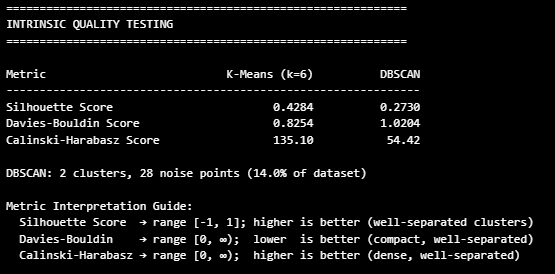 ============================================================
INTRINSIC QUALITY TESTING
============================================================
Metric                           K-Means (k=6)          DBSCAN
--------------------------------------------------------------
Silhouette Score                        0.4284          0.2730
Davies-Bouldin Score                    0.8254          1.0204
Calinski-Harabasz Score                 135.10           54.42
DBSCAN: 2 clusters, 28 noise points (14.0% of dataset)
Metric Interpretation Guide:
  Silhouette Score  → range [-1, 1]; higher is better (well-separated clusters)
  Davies-Bouldin    → range [0, ∞);  lower  is better (compact, well-separated)
  Calinski-Harabasz → range [0, ∞);  higher is better (dense, well-separated)